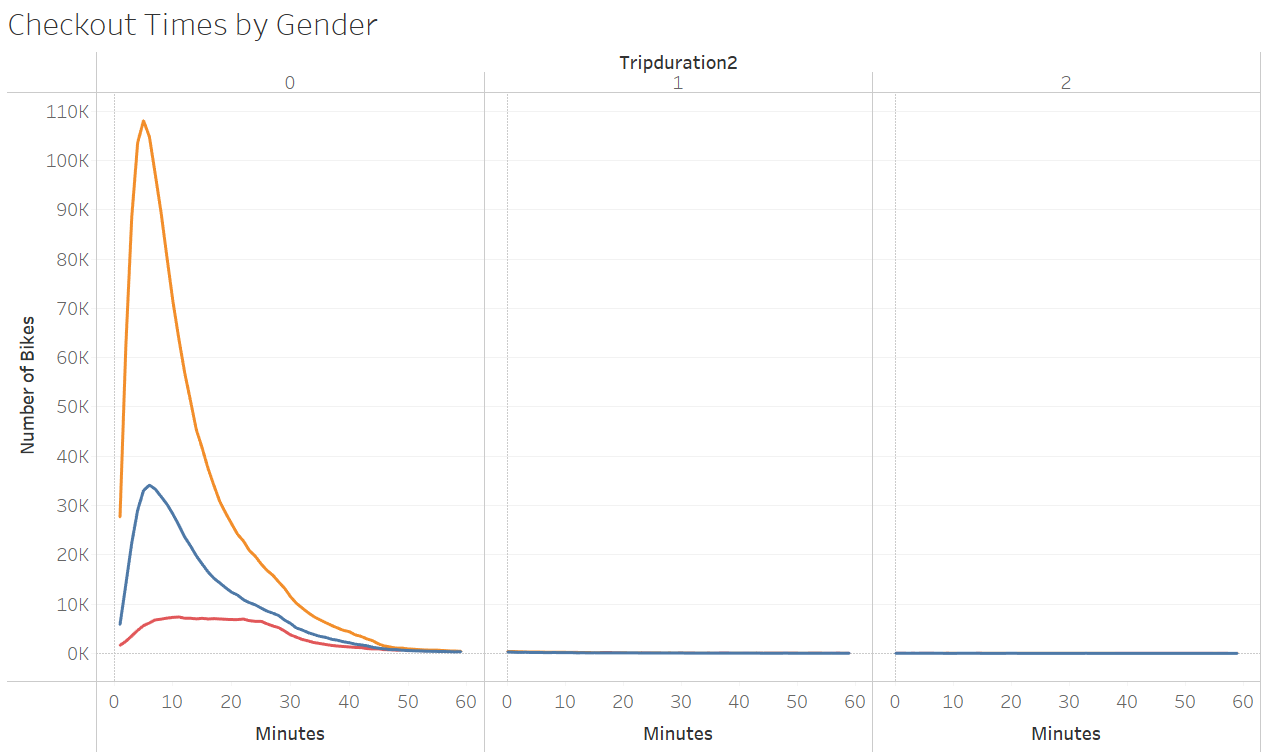 Checkout Times by Gender
Tripduration2
0 1 2
110K
100K
90K
80K
70K
60K
50K
40K
30K
20K
10K
0K
Number of Bikes
0 10 20 30 40 50 60 0 10 20 30 40 50 60 0 10 20 30 40 50 60
Minutes Minutes Minutes